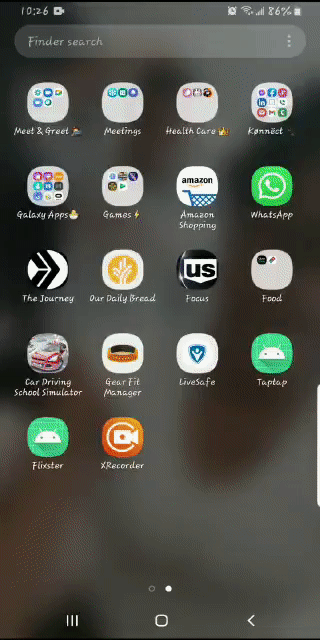 10:26
86%
Finder search
Meet & Greet
Meetings
Health Care
Kønnëct
Galaxy Apps
Games
amazon
Amazon
Shopping
WhatsApp
The Journey
Our Daily Bread
us
Focus
Food
Car Driving
School Simulator
Gear Fit
Manager
LiveSafe
Taptap
Flixster
XRecorder